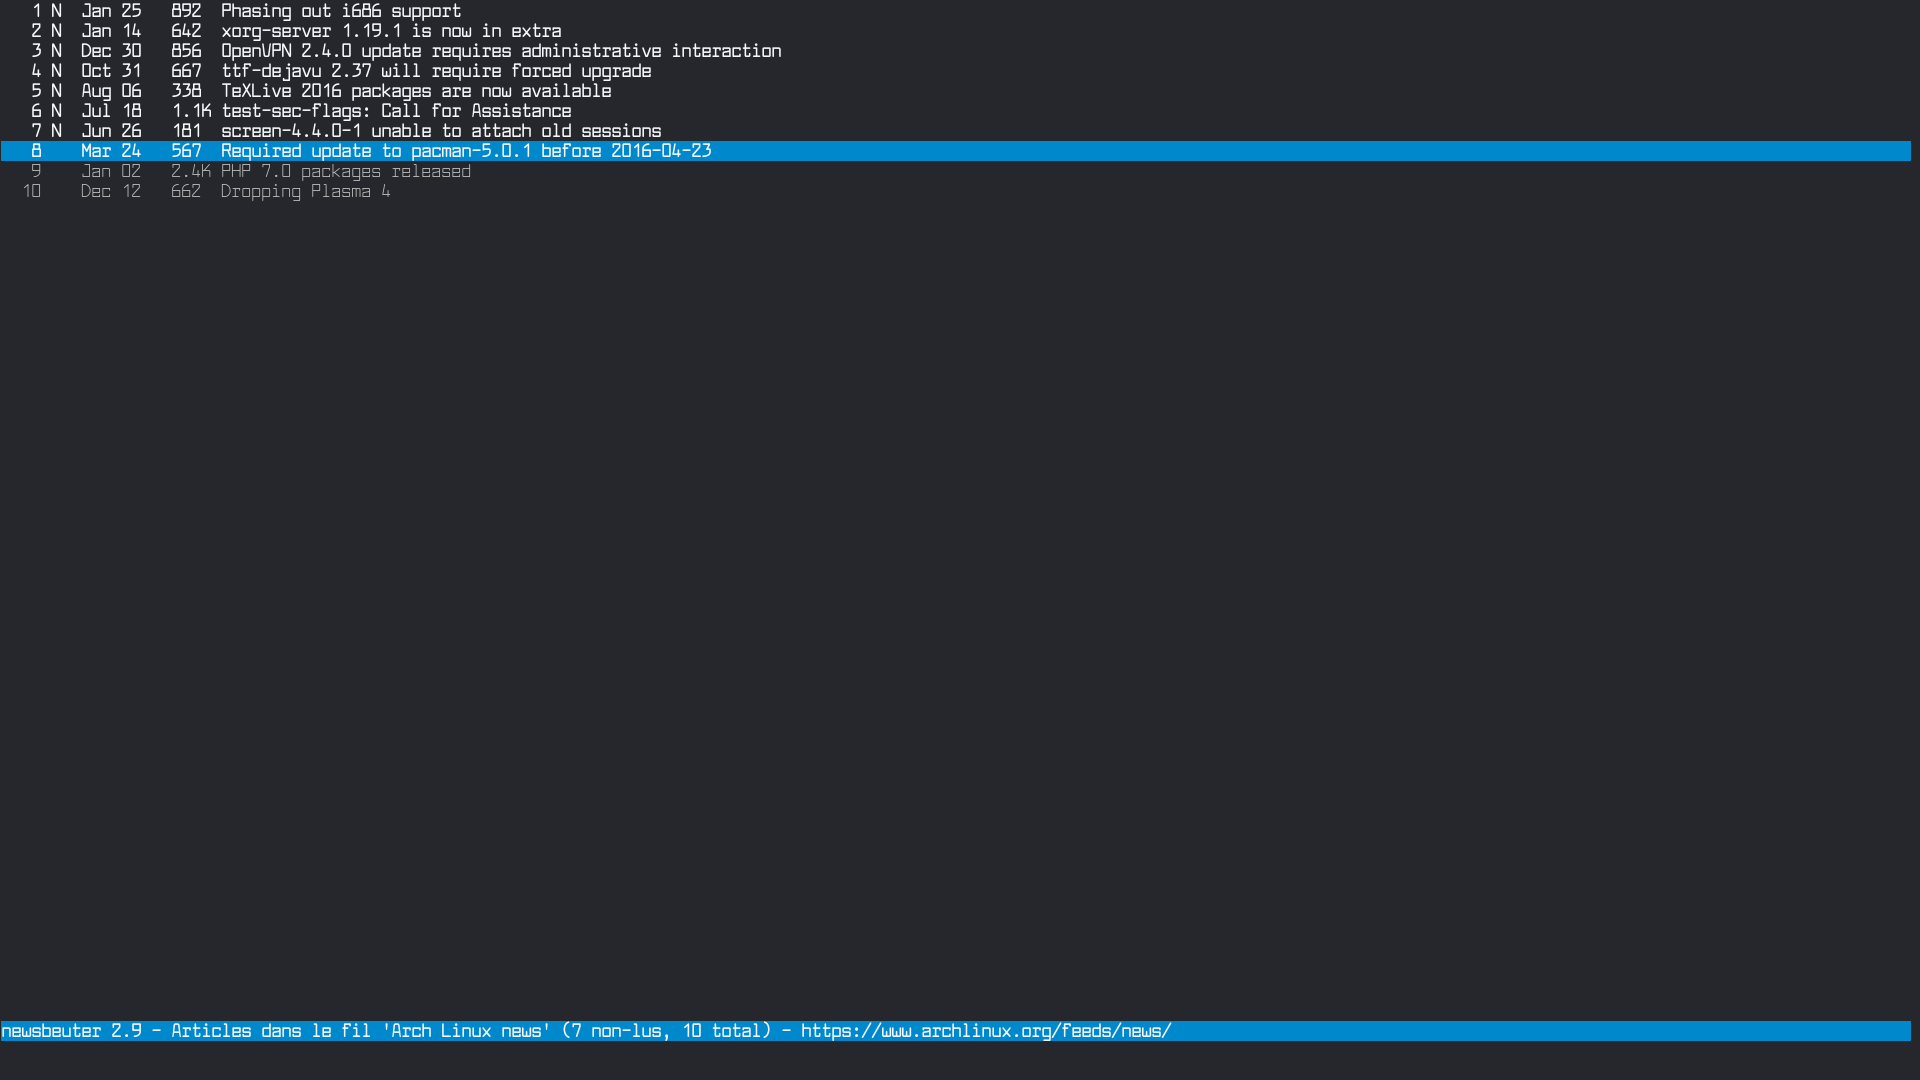 1 N Jan 25 892 Phasing out i686 support
2 N Jan 14 642 xorg-server 1.19.1 is now in extra
3 N Dec 30 856 OpenVPN 2.4.0 update requires administrative interaction
4 N Oct 31 667 ttf-dejavu 2.37 will require forced upgrade
5 N Aug 06 338 TeXLive 2016 packages are now available
6 N Jul 18 1.1K test-sec-flags: Call for Assistance
7 N Jun 26 181 screen-4.4.0-1 unable to attach old sessions
8 Mar 24 567 Required update to pacman-5.0.1 before 2016-04-23
9 Jan 02 2.4K PHP 7.0 packages released
10 Dec 12 662 Dropping Plasma 4
newsbeuter 2.9 - Articles dans le fil 'Arch Linux news' (7 non-lus, 10 total) - https://www.archlinux.org/feeds/news/